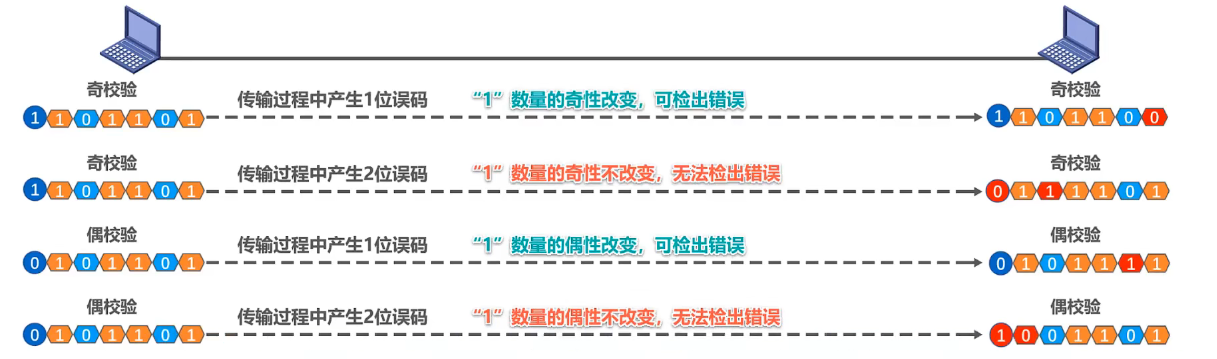 奇校验 奇校验
传输过程中产生1位误码 “1”数量的奇性改变，可检出错误
1 1 0 1 1 0 1 1 1 0 1 1 0 0
奇校验 奇校验
传输过程中产生2位误码 “1”数量的奇性不改变，无法检出错误
1 1 0 1 1 0 1 0 1 1 1 1 0 1
偶校验 偶校验
传输过程中产生1位误码 “1”数量的偶性改变，可检出错误
0 1 0 1 1 0 1 0 1 0 1 1 1 1
偶校验 偶校验
传输过程中产生2位误码 “1”数量的偶性不改变，无法检出错误
0 1 0 1 1 0 1 1 0 0 1 1 0 1